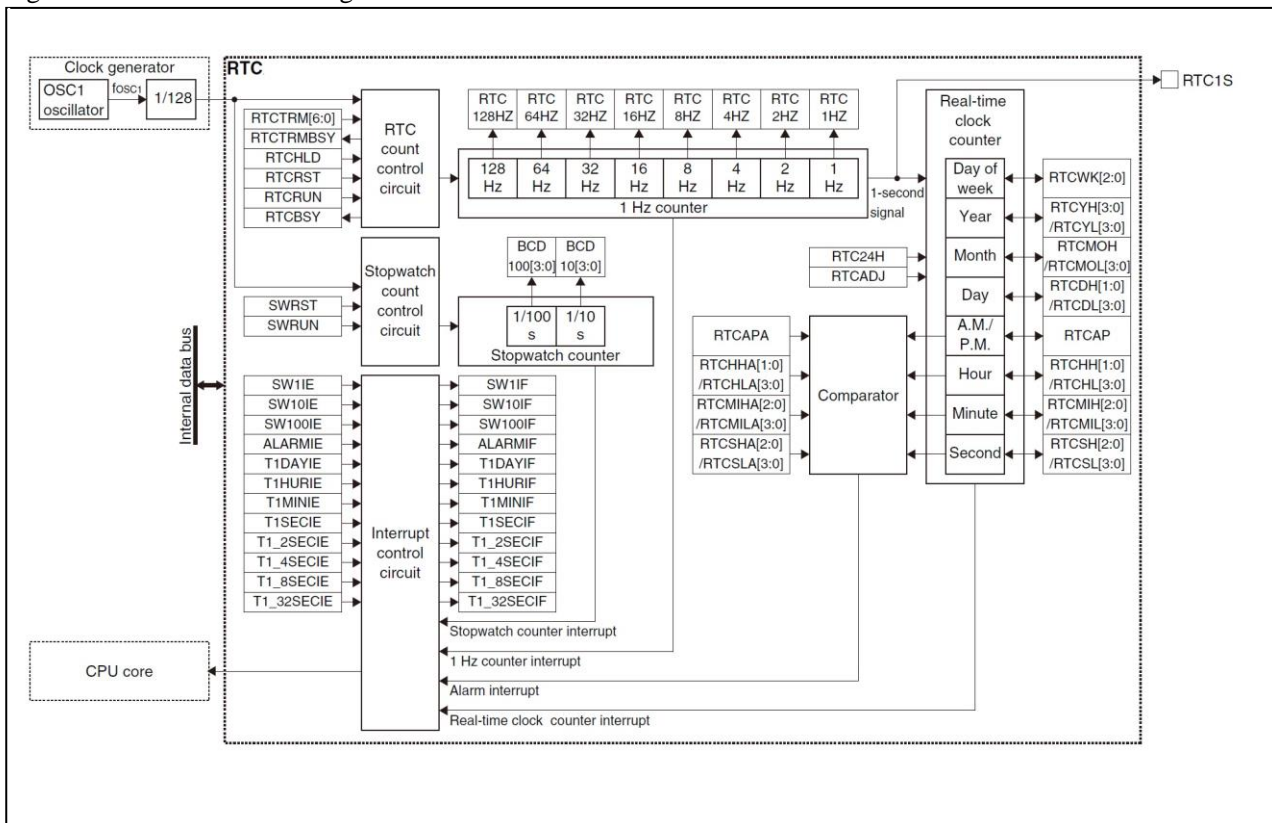 Clock generator
OSC1
oscillator
fosc1
1/128
RTC
RTCTRM[6:0]
RTCTRMBSY
RTCHLD
RTCRST
RTCRUN
RTCBSY
RTC
count
control
circuit
RTC
128HZ
RTC
64HZ
RTC
32HZ
RTC
16HZ
RTC
8HZ
RTC
4HZ
RTC
2HZ
RTC
1HZ
128
Hz
64
Hz
32
Hz
16
Hz
8
Hz
4
Hz
2
Hz
1
Hz
1 Hz counter
1-second
signal
RTC1S
Real-time
clock
counter
Day of
week
Year
Month
Day
A.M./
P.M.
Hour
Minute
Second
RTCWK[2:0]
RTCYH[3:0]
/RTCYL[3:0]
RTCMOH
/RTCMOL[3:0]
RTCDH[1:0]
/RTCDL[3:0]
RTCAP
RTCHH[1:0]
/RTCHL[3:0]
RTCMIH[2:0]
/RTCMIL[3:0]
RTCSH[2:0]
/RTCSL[3:0]
RTC24H
RTCADJ
SWRST
SWRUN
Stopwatch
count
control
circuit
BCD
100[3:0]
BCD
10[3:0]
1/100
s
1/10
s
Stopwatch counter
RTCAPA
RTCHHA[1:0]
/RTCHLA[3:0]
RTCMIHA[2:0]
/RTCMILA[3:0]
RTCSHA[2:0]
/RTCSLA[3:0]
Comparator
Internal data bus
SW1IE
SW10IE
SW100IE
ALARMIE
T1DAYIE
T1HURIE
T1MINIE
T1SECIE
T1_2SECIE
T1_4SECIE
T1_8SECIE
T1_32SECIE
Interrupt
control
circuit
SW1IF
SW10IF
SW100IF
ALARMIF
T1DAYIF
T1HURIF
T1MINIF
T1SECIF
T1_2SECIF
T1_4SECIF
T1_8SECIF
T1_32SECIF
Stopwatch counter interrupt
1 Hz counter interrupt
Alarm interrupt
Real-time clock counter interrupt
CPU core